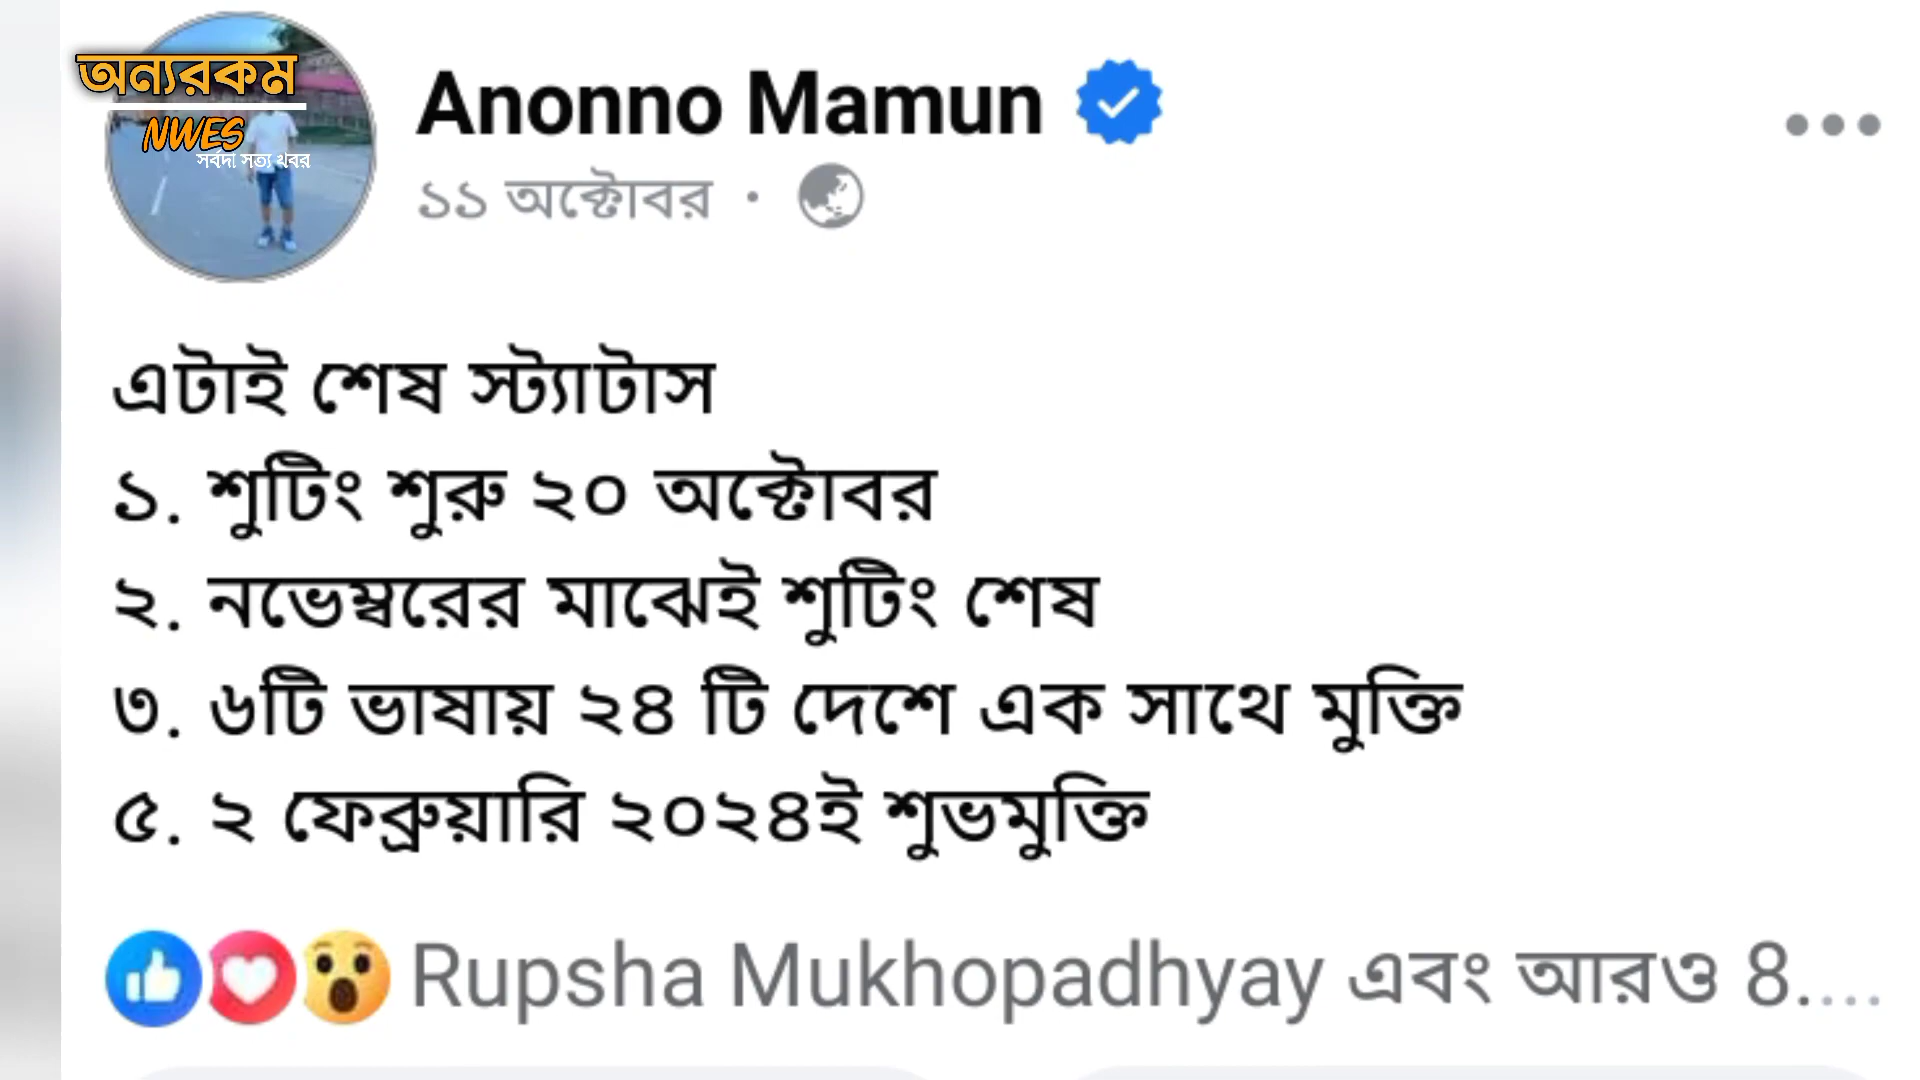 অন্যরকম
NWES
সর্বদা সত্য খবর
Anonno Mamun
১১ অক্টোবর ·
এটাই শেষ স্ট্যাটাস
১. শুটিং শুরু ২০ অক্টোবর
২. নভেম্বরের মাঝেই শুটিং শেষ
৩. ৬টি ভাষায় ২৪ টি দেশে এক সাথে মুক্তি
৫. ২ ফেব্রুয়ারি ২০২৪ই শুভমুক্তি
Rupsha Mukhopadhyay এবং আরও 8....